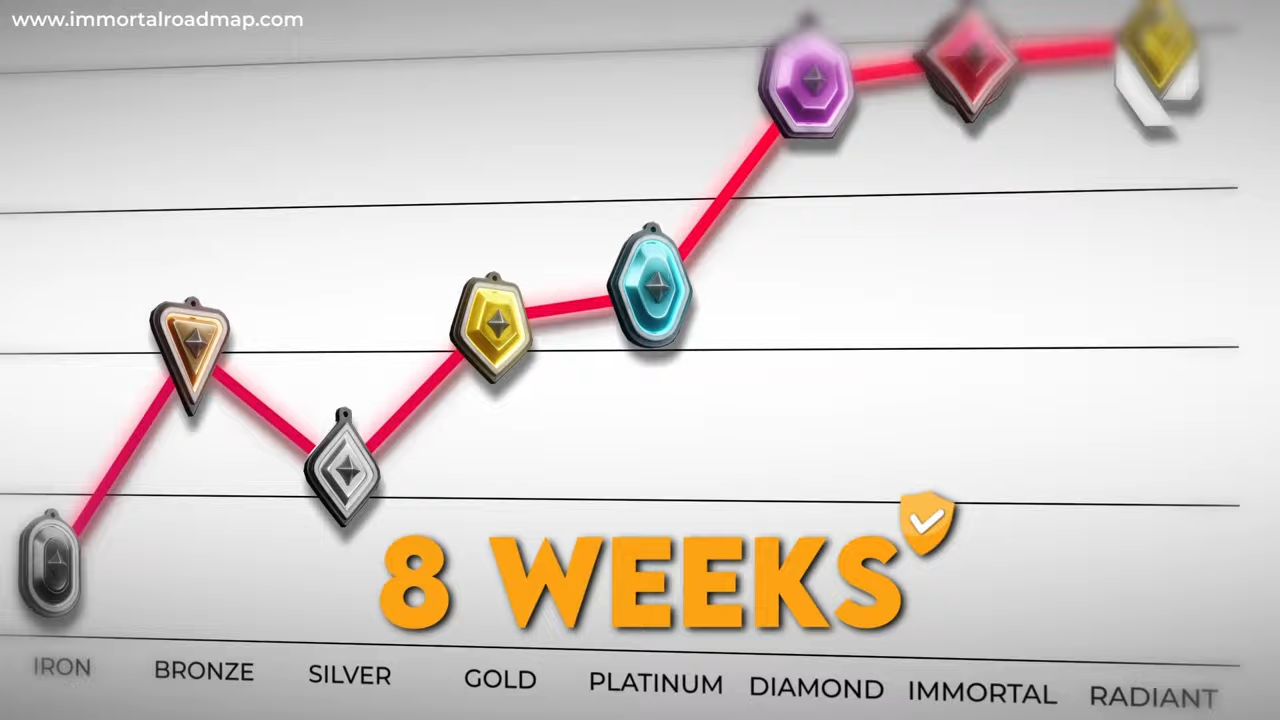 www.immortalroadmap.com
8 WEEKS
IRON BRONZE SILVER GOLD PLATINUM DIAMOND IMMORTAL RADIANT